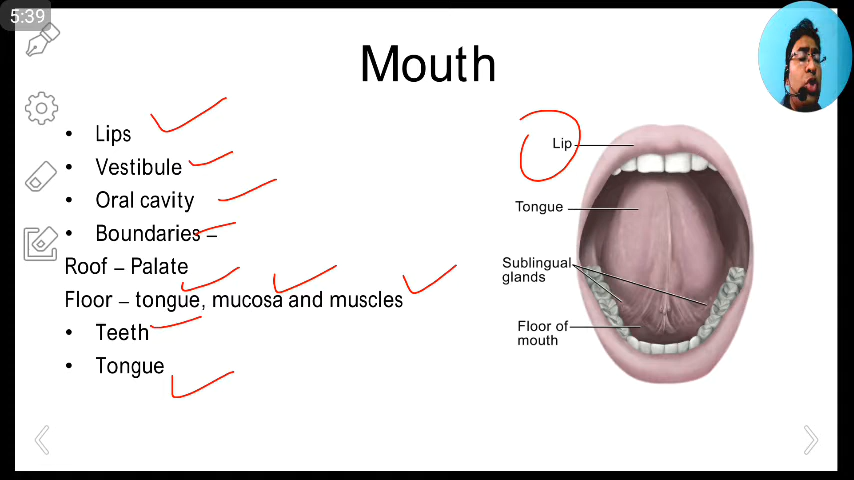 5:39
Mouth
• Lips
• Vestibule
• Oral cavity
• Boundaries –
Roof – Palate
Floor – tongue, mucosa and muscles
• Teeth
• Tongue
Lip
Tongue
Sublingual
glands
Floor of
mouth